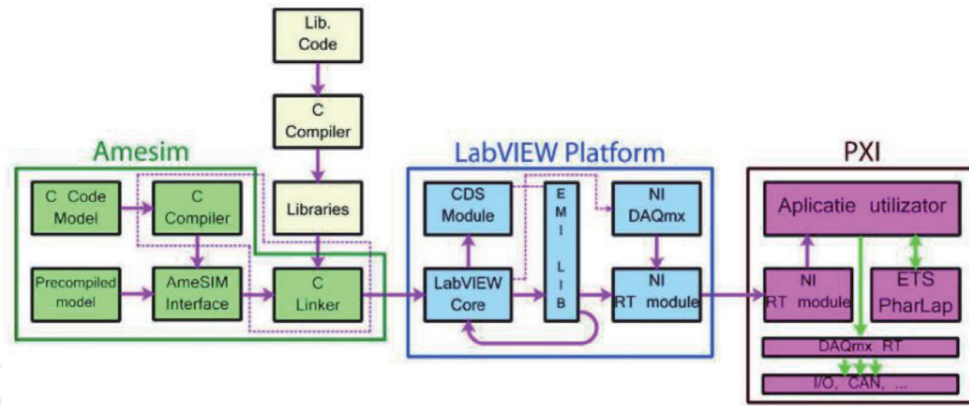 Lib.
Code
C
Compiler
Libraries
Amesim
C Code
Model
C
Compiler
Precompiled
model
AmeSIM
Interface
C
Linker
LabVIEW Platform
CDS
Module
LabVIEW
Core
E
M
I
L
I
B
NI
DAQmx
NI
RT module
PXI
Aplicatie utilizator
NI
RT module
ETS
PharLap
DAQmx RT
I/O, CAN, ...